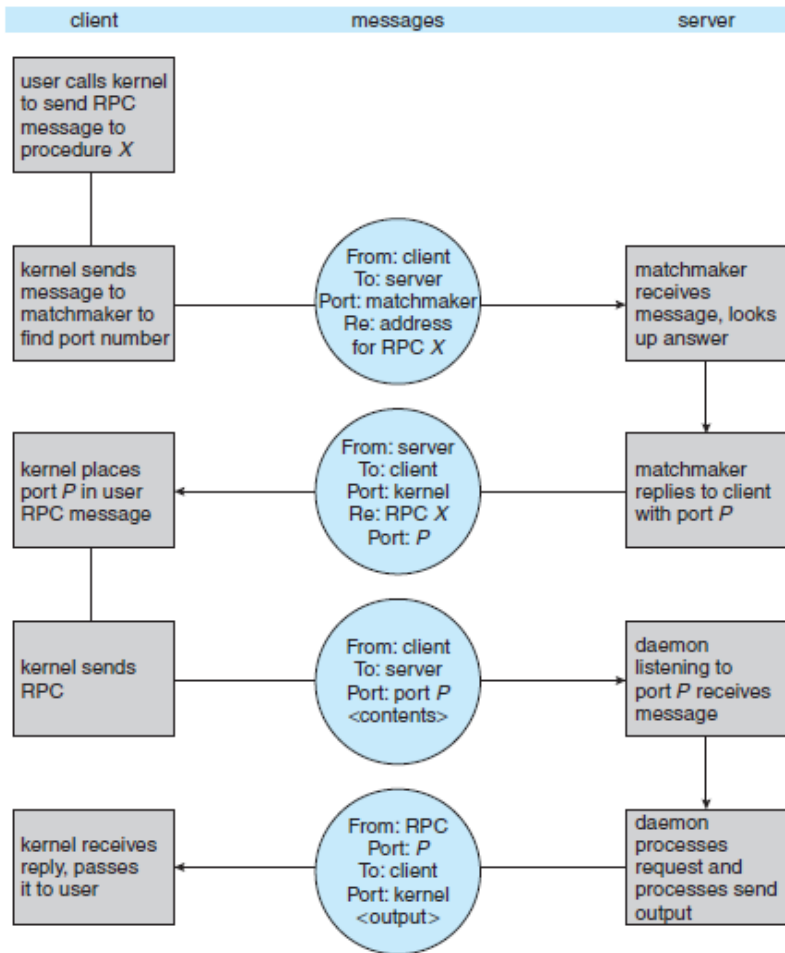 client
messages
server
user calls kernel
to send RPC
message to
procedure X
kernel sends
message to
matchmaker to
find port number
From: client
To: server
Port: matchmaker
Re: address
for RPC X
matchmaker
receives
message, looks
up answer
kernel places
port P in user
RPC message
From: server
To: client
Port: kernel
Re: RPC X
Port: P
matchmaker
replies to client
with port P
kernel sends
RPC
From: client
To: server
Port: port P
<contents>
daemon
listening to
port P receives
message
kernel receives
reply, passes
it to user
From: RPC
Port: P
To: client
Port: kernel
<output>
daemon
processes
request and
processes send
output